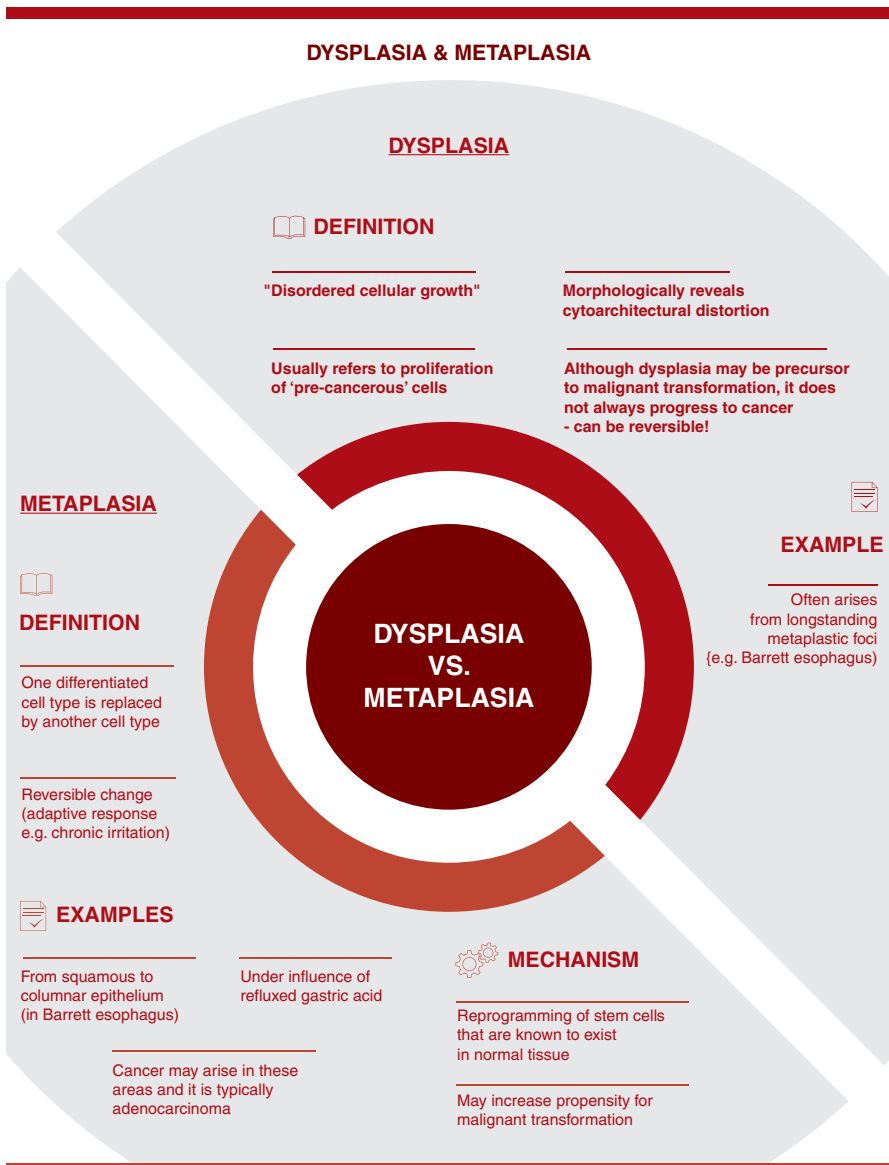 DYSPLASIA & METAPLASIA
DYSPLASIA
DEFINITION
"Disordered cellular growth"
Usually refers to proliferation
of ‘pre-cancerous’ cells
Morphologically reveals
cytoarchitectural distortion
Although dysplasia may be precursor
to malignant transformation, it does
not always progress to cancer
- can be reversible!
EXAMPLE
Often arises
from longstanding
metaplastic foci
{e.g. Barrett esophagus)
DYSPLASIA
VS.
METAPLASIA
METAPLASIA
DEFINITION
One differentiated
cell type is replaced
by another cell type
Reversible change
(adaptive response
e.g. chronic irritation)
EXAMPLES
From squamous to
columnar epithelium
(in Barrett esophagus)
Under influence of
refluxed gastric acid
Cancer may arise in these
areas and it is typically
adenocarcinoma
MECHANISM
Reprogramming of stem cells
that are known to exist
in normal tissue
May increase propensity for
malignant transformation